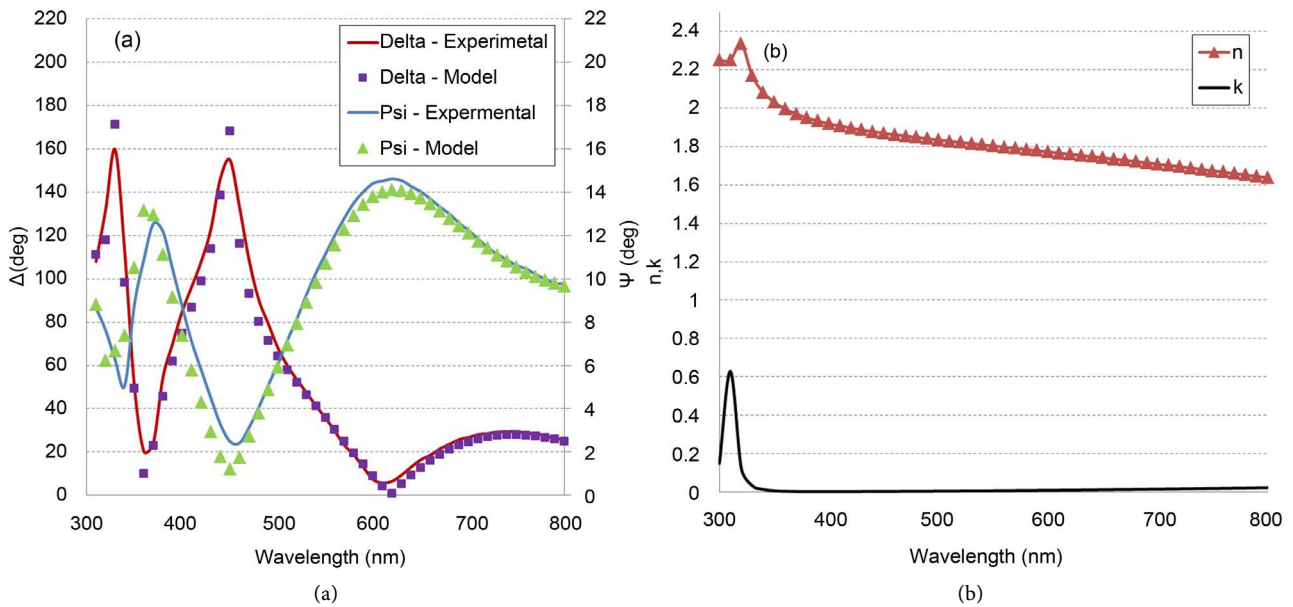 (a)
Delta - Experimetal
Delta - Model
Psi - Expermental
Psi - Model
220
200
180
160
140
120
100
80
60
40
20
0
Δ(deg)
22
20
18
16
14
12
10
8
6
4
2
0
Ψ (deg)
300 400 500 600 700 800
Wavelength (nm)
(a)
(b)
n
k
2.4
2.2
2
1.8
1.6
1.4
1.2
1
0.8
0.6
0.4
0.2
0
n,k
300 400 500 600 700 800
Wavelength (nm)
(b)